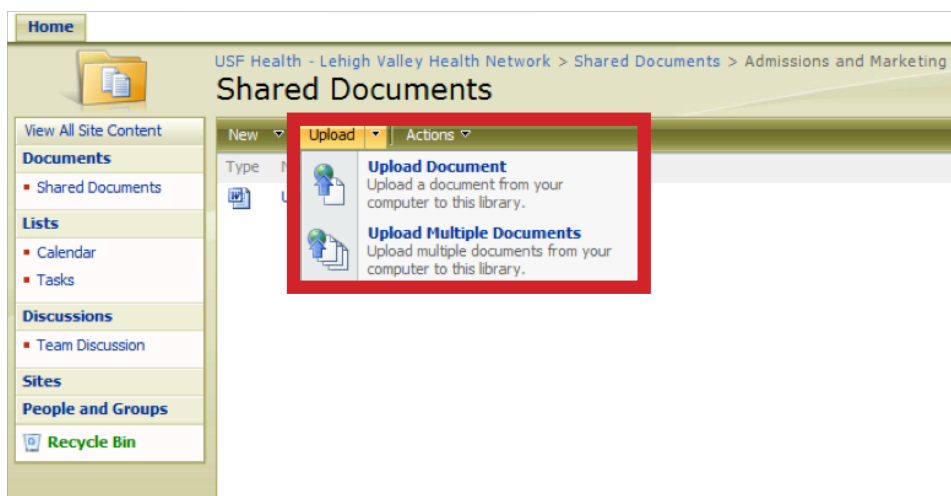 Home
USF Health - Lehigh Valley Health Network > Shared Documents > Admissions and Marketing
Shared Documents
View All Site Content
Documents
Shared Documents
Lists
Calendar
Tasks
Discussions
Team Discussion
Sites
People and Groups
Recycle Bin
New Upload Actions
Type
Upload Document
Upload a document from your
computer to this library.
Upload Multiple Documents
Upload multiple documents from your
computer to this library.